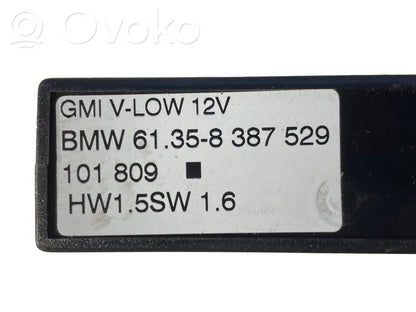 OVOKO
GMI V-LOW 12V
BMW 61.35-8 387 529
101 809 ■
HW1.5SW 1.6